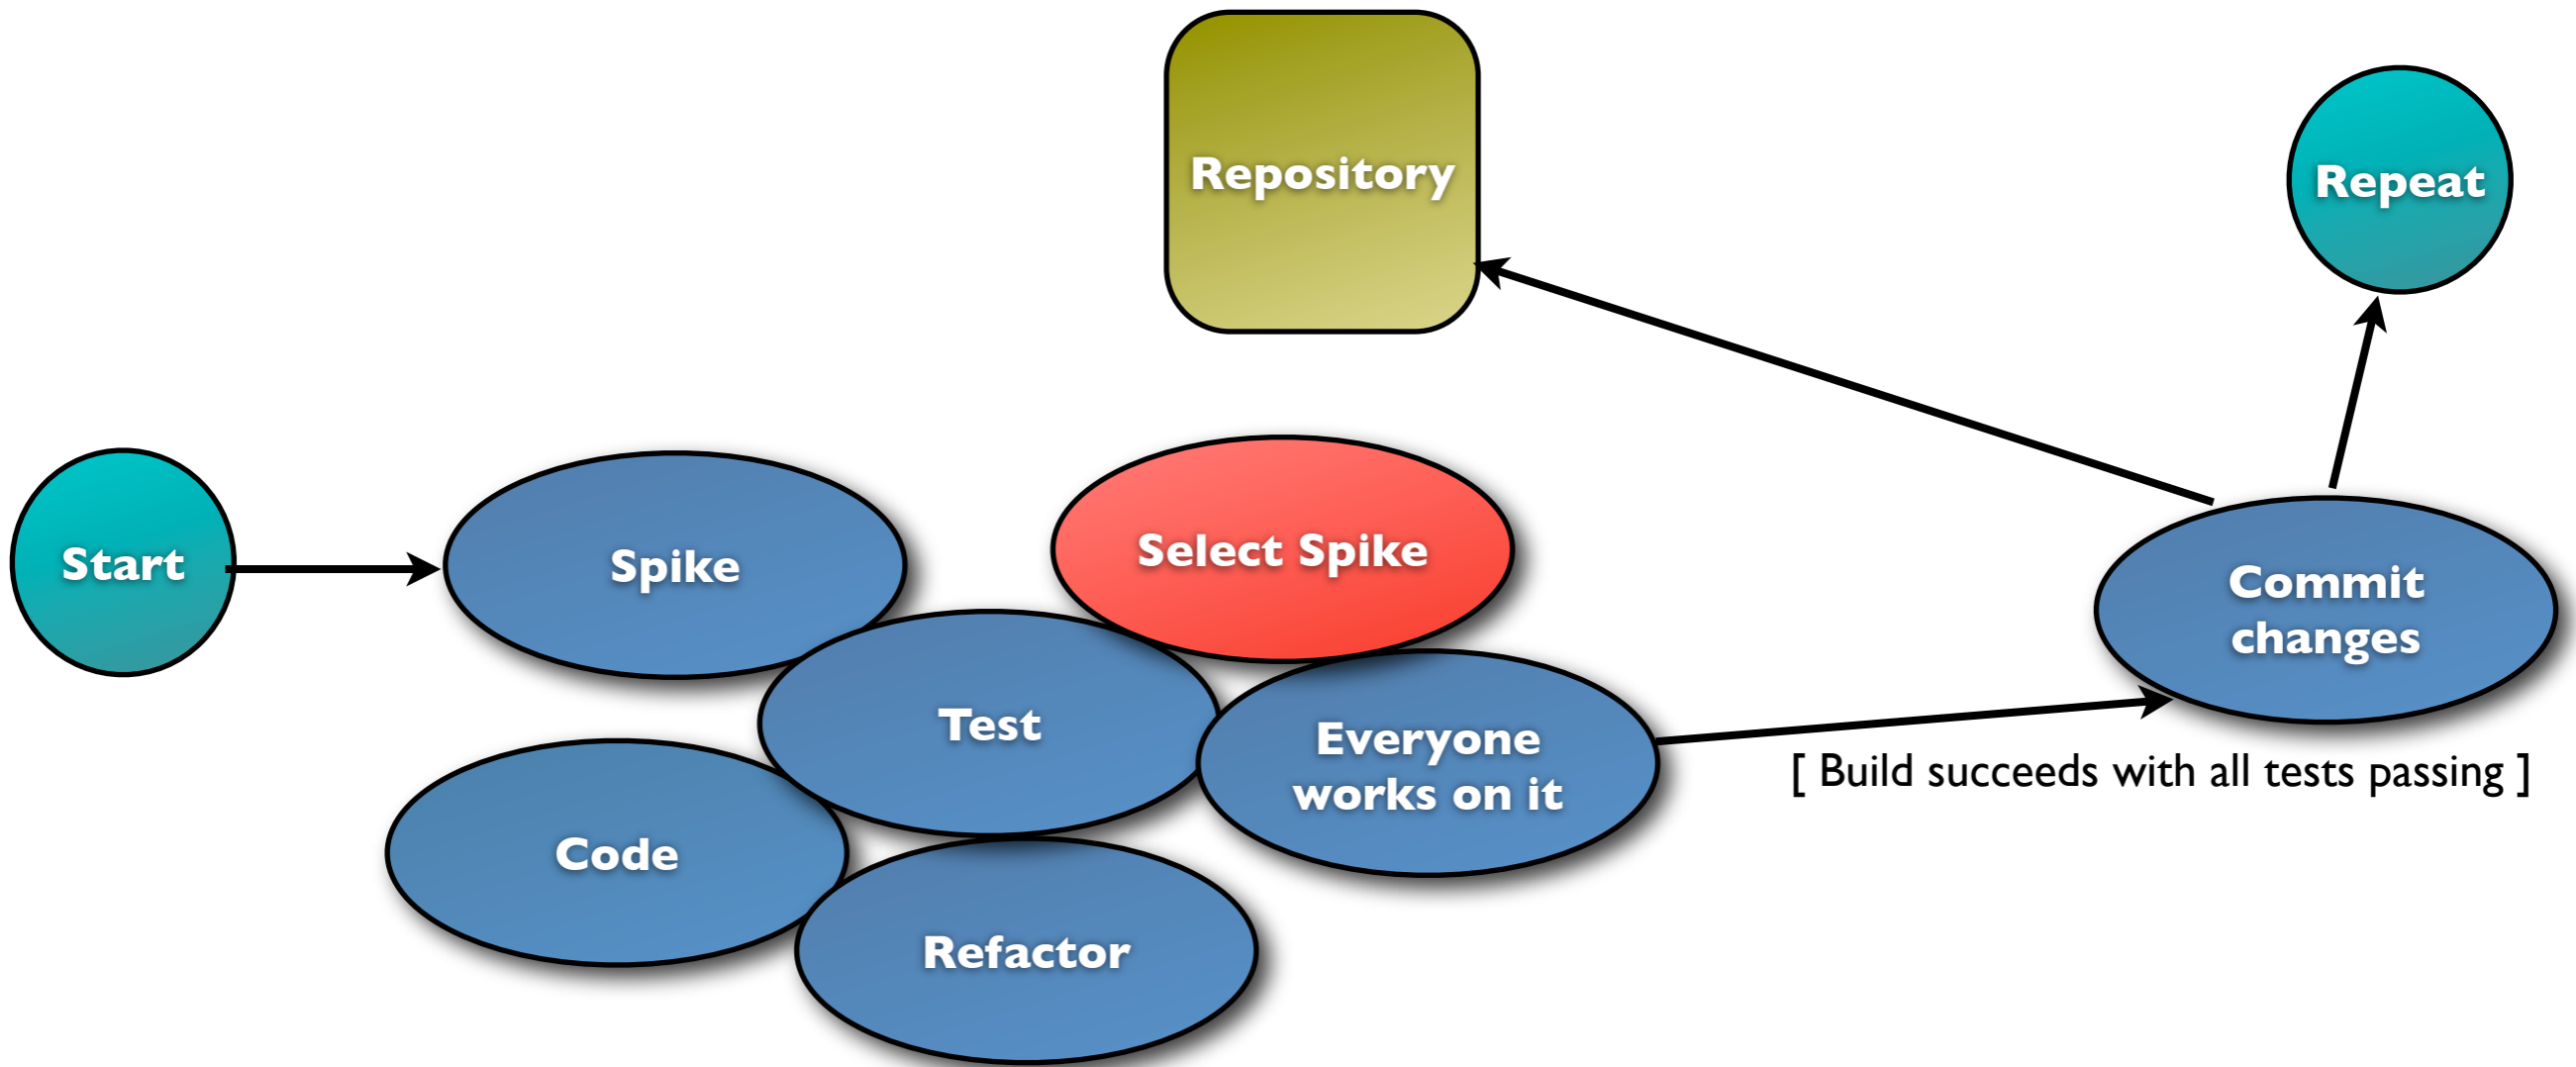 Repository
Repeat
Start
Spike
Select Spike
Commit
changes
Test
Everyone
works on it
[ Build succeeds with all tests passing ]
Code
Refactor